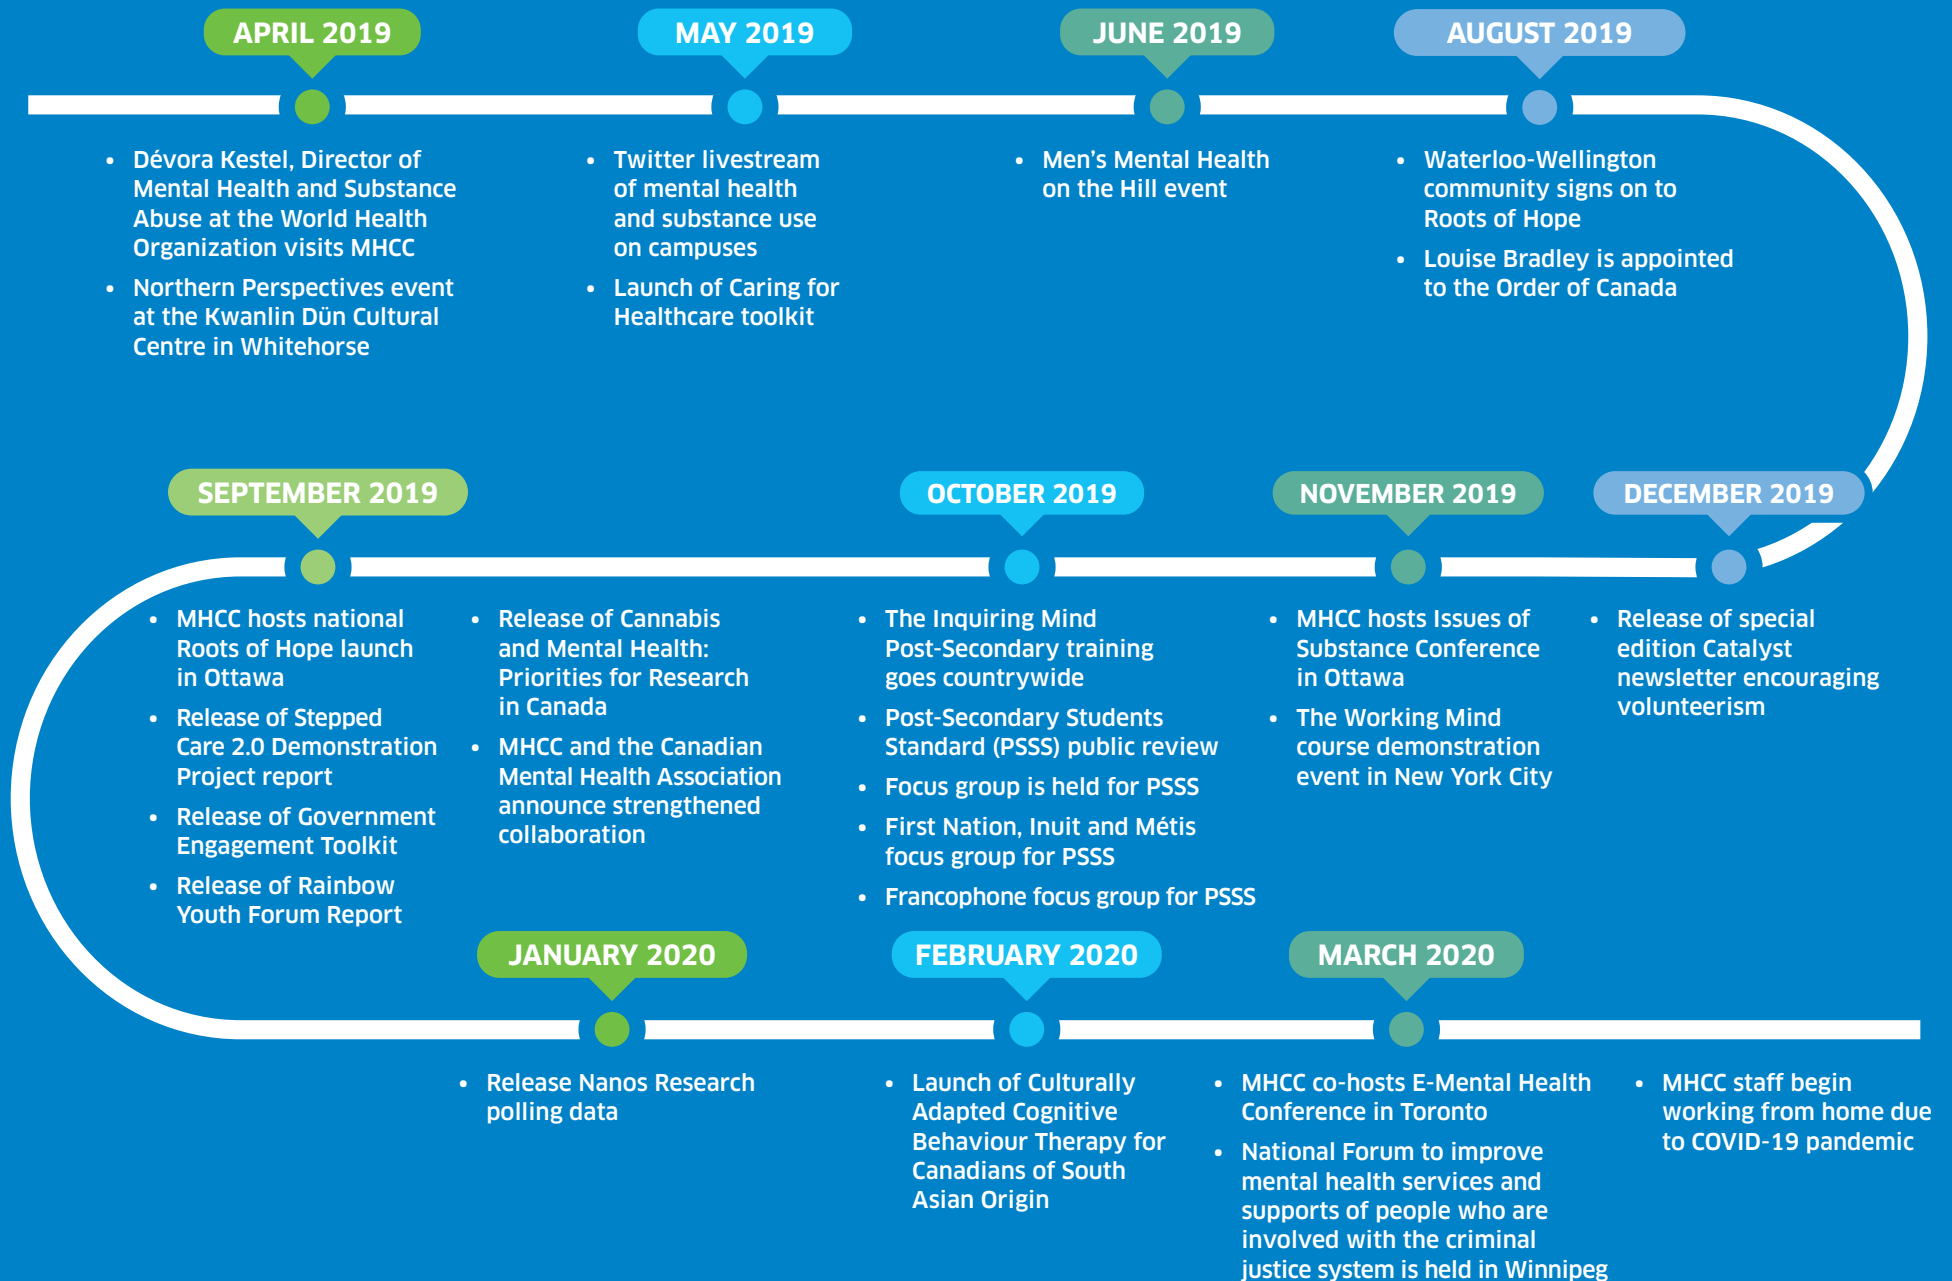 APRIL 2019
• Dévora Kestel, Director of
Mental Health and Substance
Abuse at the World Health
Organization visits MHCC
• Northern Perspectives event
at the Kwanlin Dün Cultural
Centre in Whitehorse
MAY 2019
• Twitter livestream
of mental health
and substance use
on campuses
• Launch of Caring for
Healthcare toolkit
JUNE 2019
• Men’s Mental Health
on the Hill event
AUGUST 2019
• Waterloo-Wellington
community signs on to
Roots of Hope
• Louise Bradley is appointed
to the Order of Canada
SEPTEMBER 2019
• MHCC hosts national
Roots of Hope launch
in Ottawa
• Release of Stepped
Care 2.0 Demonstration
Project report
• Release of Government
Engagement Toolkit
• Release of Rainbow
Youth Forum Report
• Release of Cannabis
and Mental Health:
Priorities for Research
in Canada
• MHCC and the Canadian
Mental Health Association
announce strengthened
collaboration
OCTOBER 2019
• The Inquiring Mind
Post-Secondary training
goes countrywide
• Post-Secondary Students
Standard (PSSS) public review
• Focus group is held for PSSS
• First Nation, Inuit and Métis
focus group for PSSS
• Francophone focus group for PSSS
NOVEMBER 2019
• MHCC hosts Issues of
Substance Conference
in Ottawa
• The Working Mind
course demonstration
event in New York City
DECEMBER 2019
• Release of special
edition Catalyst
newsletter encouraging
volunteerism
JANUARY 2020
• Release Nanos Research
polling data
FEBRUARY 2020
• Launch of Culturally
Adapted Cognitive
Behaviour Therapy for
Canadians of South
Asian Origin
MARCH 2020
• MHCC co-hosts E-Mental Health
Conference in Toronto
• National Forum to improve
mental health services and
supports of people who are
involved with the criminal
justice system is held in Winnipeg
• MHCC staff begin
working from home due
to COVID-19 pandemic